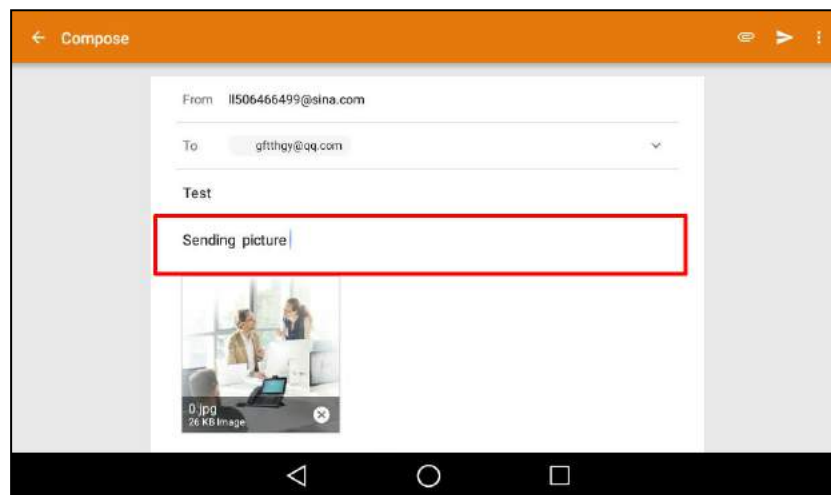 Compose
From ll506466499@sina.com
To gftthgy@qq.com
Test
Sending picture
0.jpg
26 KB Image